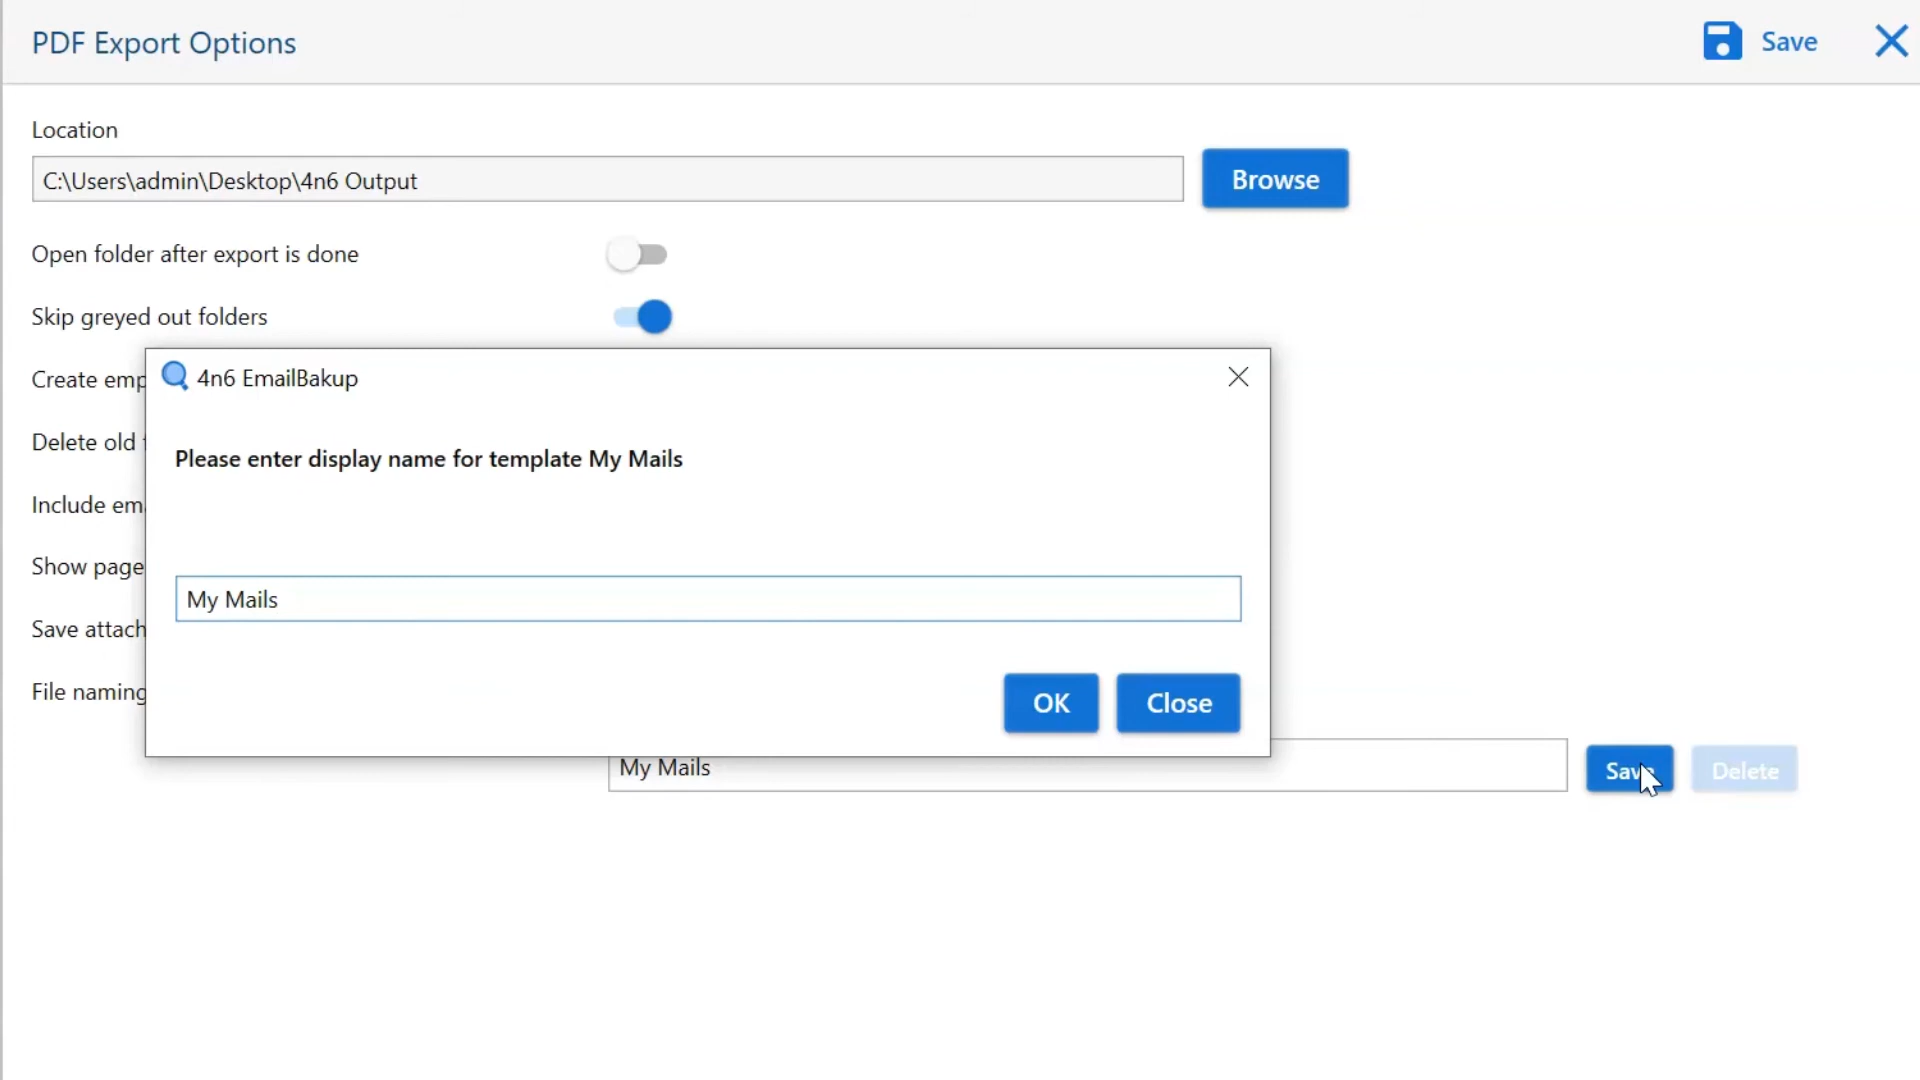 PDF Export Options
Save
Location
C:\Users\admin\Desktop\4n6 Output
Browse
Open folder after export is done
Skip greyed out folders
Create emp
4n6 EmailBakup
Delete old
Please enter display name for template My Mails
Include em
Show page
My Mails
Save attach
File naming
OK
Close
My Mails
Save
Delete